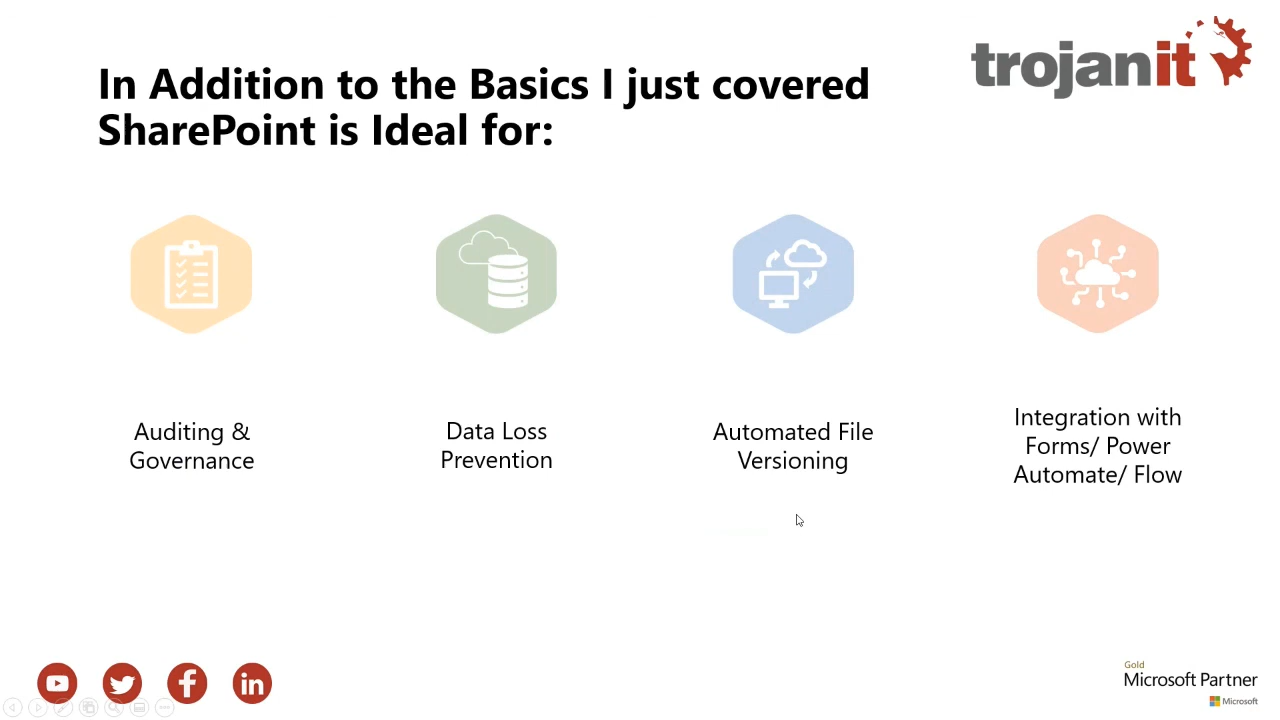 trojanit
In Addition to the Basics I just covered
SharePoint is Ideal for:
Auditing &
Governance
Data Loss
Prevention
Automated File
Versioning
Integration with
Forms/ Power
Automate/ Flow
in
Gold
Microsoft Partner
Microsoft